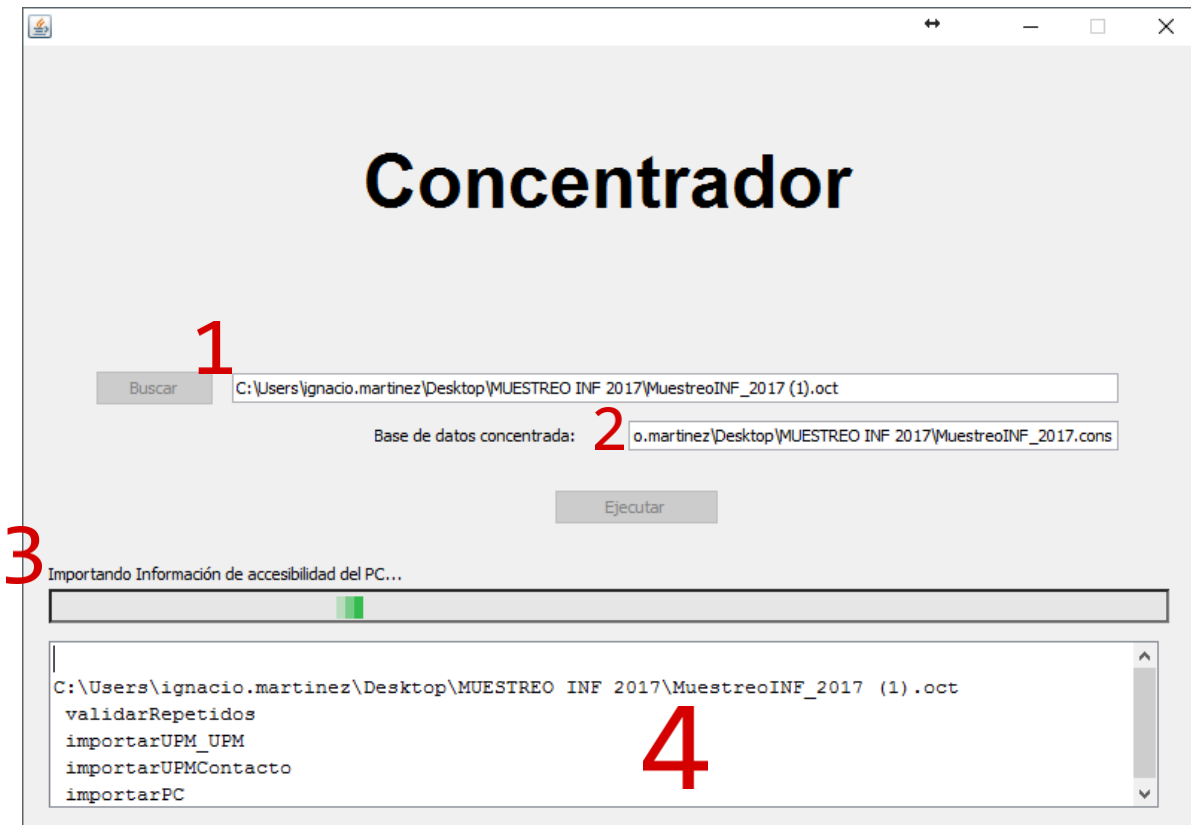 Concentrador
1
Buscar
C:\Users\ignacio.martinez\Desktop\MUESTREO INF 2017\MuestreoINF_2017 (1).oct
Base de datos concentrada:
2
o.martinez\Desktop\MUESTREO INF 2017\MuestreoINF_2017.cons
Ejecutar
3
Importando Información de accesibilidad del PC...
C:\Users\ignacio.martinez\Desktop\MUESTREO INF 2017\MuestreoINF_2017 (1).oct
validarRepetidos
importarUPM_UPM
importarUPMContacto
importarPC
4